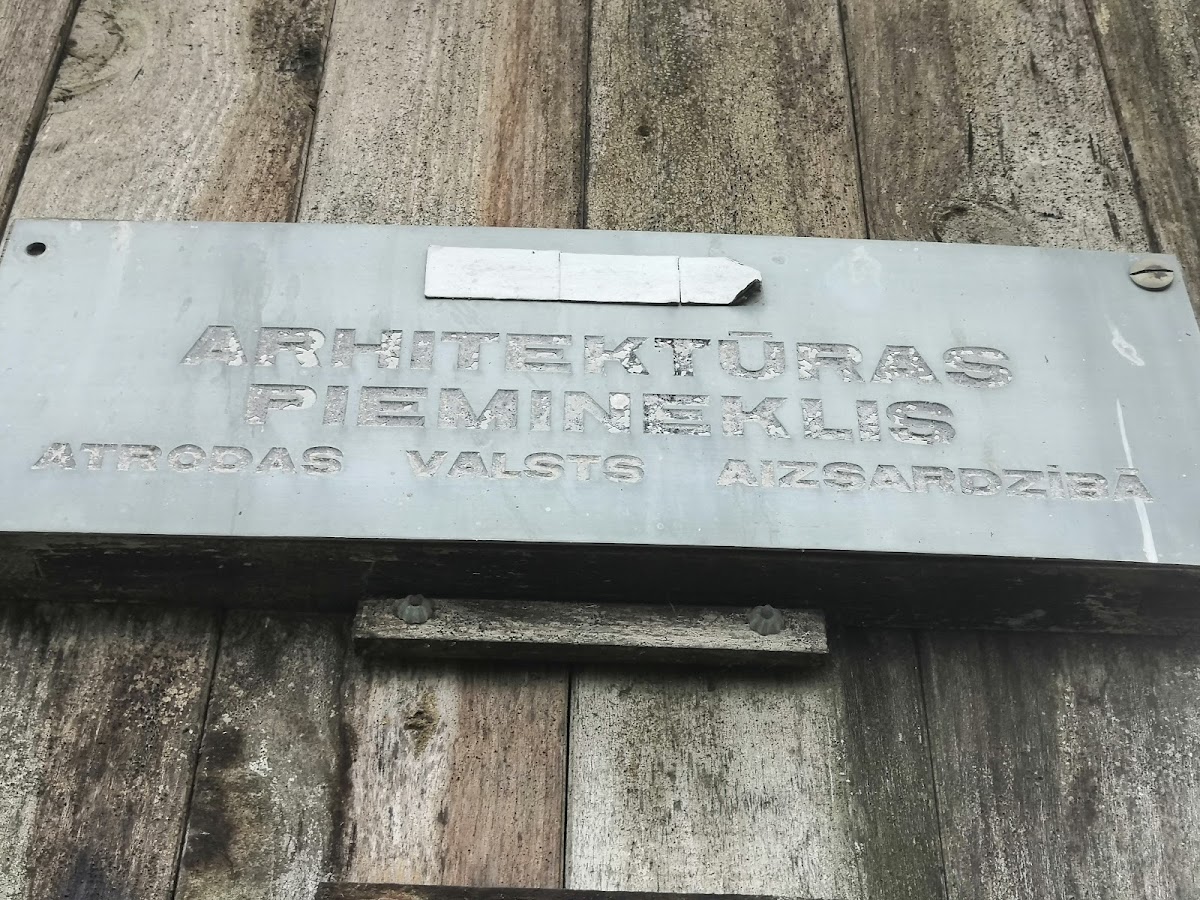 ARHITEKTŪRAS
PIEMINEKLIS
ATRODAS VALSTS AIZSARDZĪBĀ